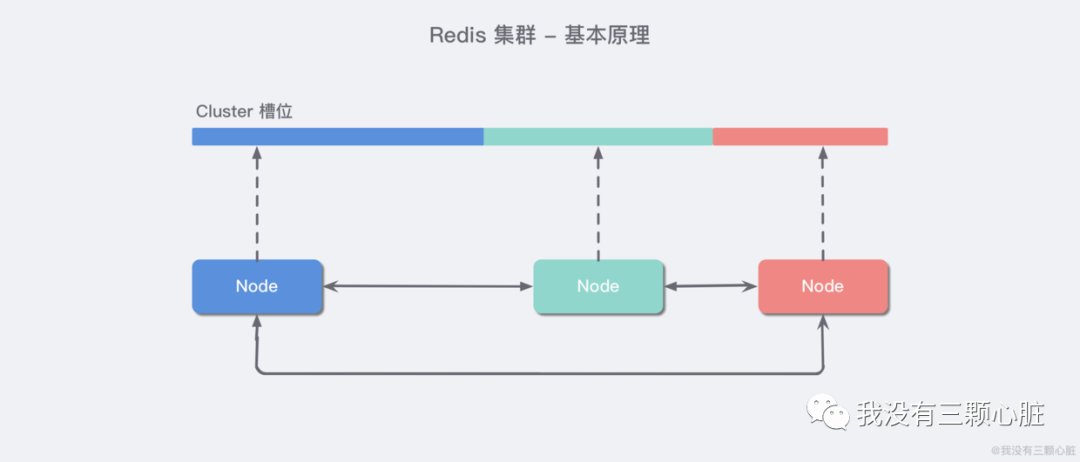 Redis 集群 - 基本原理
Cluster 槽位
Node
Node
Node
我没有三颗心脏
@我没有三颗心脏